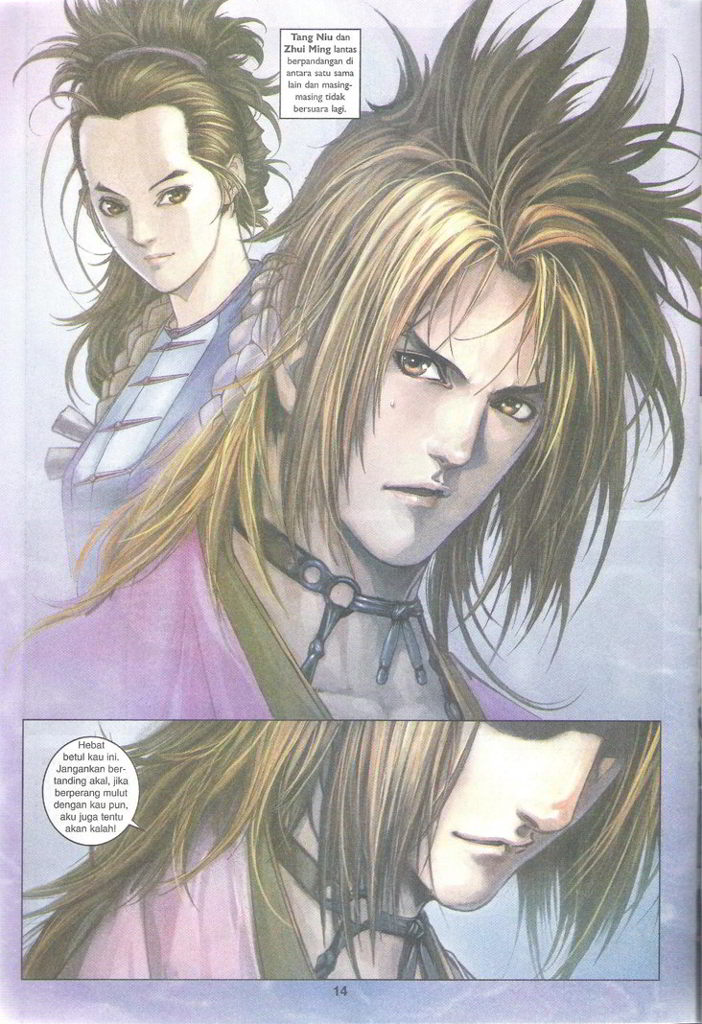 Tang Niu dan
Zhui Ming lantas
berpandangan di
antara satu sama
lain dan masing-
masing tidak
bersuara lagi.
Hebat
betul kau ini.
Jangankan ber-
tanding akal, jika
berperang mulut
dengan kau pun,
aku juga tentu
akan kalah!
14